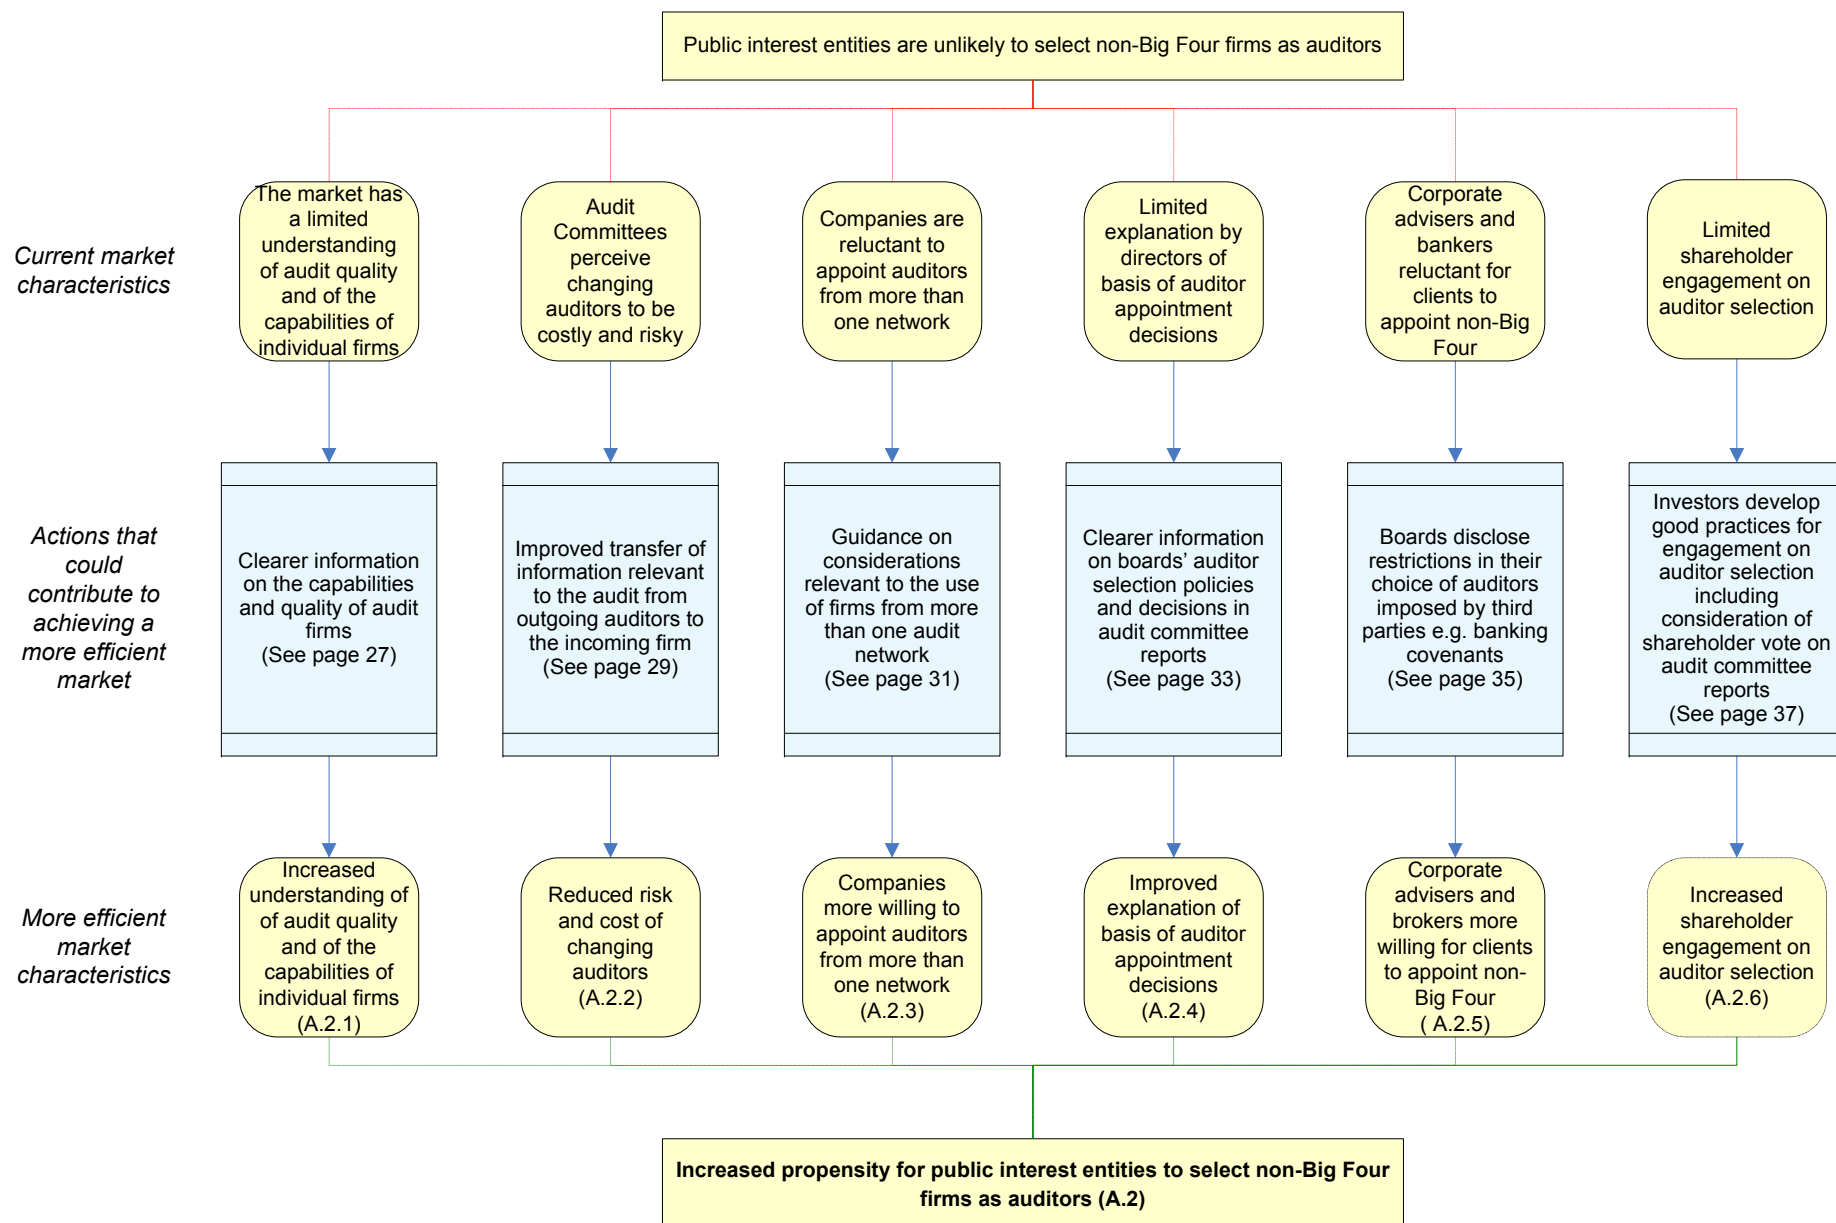 Public interest entities are unlikely to select non-Big Four firms as auditors
Current market
characteristics
The market has
a limited
understanding
of audit quality
and of the
capabilities of
individual firms
Audit
Committees
perceive
changing
auditors to be
costly and risky
Companies are
reluctant to
appoint auditors
from more than
one network
Limited
explanation by
directors of
basis of auditor
appointment
decisions
Corporate
advisers and
bankers
reluctant for
clients to
appoint non-Big
Four
Limited
shareholder
engagement on
auditor selection
Actions that
could
contribute to
achieving a
more efficient
market
Clearer information
on the capabilities
and quality of audit
firms
(See page 27)
Improved transfer of
information relevant
to the audit from
outgoing auditors to
the incoming firm
(See page 29)
Guidance on
considerations
relevant to the use
of firms from more
than one audit
network
(See page 31)
Clearer information
on boards’ auditor
selection policies
and decisions in
audit committee
reports
(See page 33)
Boards disclose
restrictions in their
choice of auditors
imposed by third
parties e.g. banking
covenants
(See page 35)
Investors develop
good practices for
engagement on
auditor selection
including
consideration of
shareholder vote on
audit committee
reports
(See page 37)
More efficient
market
characteristics
Increased
understanding of
of audit quality
and of the
capabilities of
individual firms
(A.2.1)
Reduced risk
and cost of
changing
auditors
(A.2.2)
Companies
more willing to
appoint auditors
from more than
one network
(A.2.3)
Improved
explanation of
basis of auditor
appointment
decisions
(A.2.4)
Corporate
advisers and
brokers more
willing for clients
to appoint non-
Big Four
( A.2.5)
Increased
shareholder
engagement on
auditor selection
(A.2.6)
Increased propensity for public interest entities to select non-Big Four
firms as auditors (A.2)